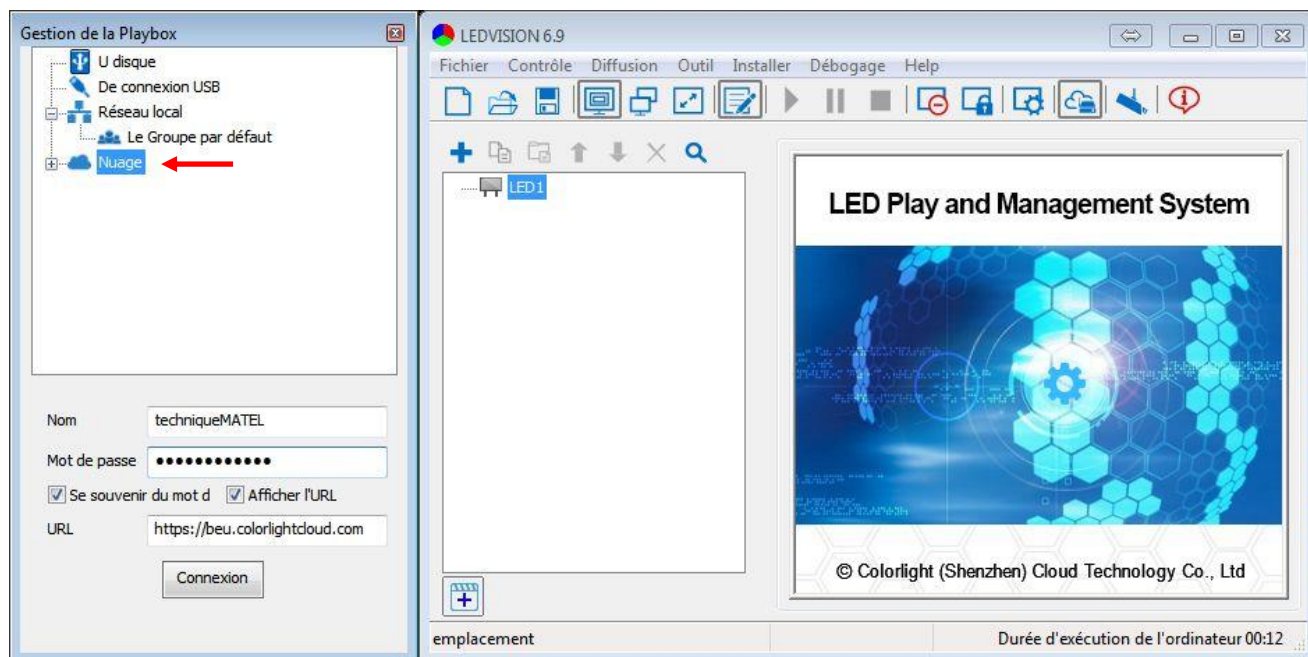 Gestion de la Playbox
U disque
De connexion USB
Réseau local
Le Groupe par défaut
Nuage
Nom
techniqueMATEL
Mot de passe
●●●●●●●●●●●●
Se souvenir du mot d
Afficher l'URL
URL
https://beu.colorlightcloud.com
Connexion
LEDVISION 6.9
Fichier Contrôle Diffusion Outil Installer Débogage Help
LED1
LED Play and Management System
© Colorlight (Shenzhen) Cloud Technology Co., Ltd
emplacement
Durée d'exécution de l'ordinateur 00:12